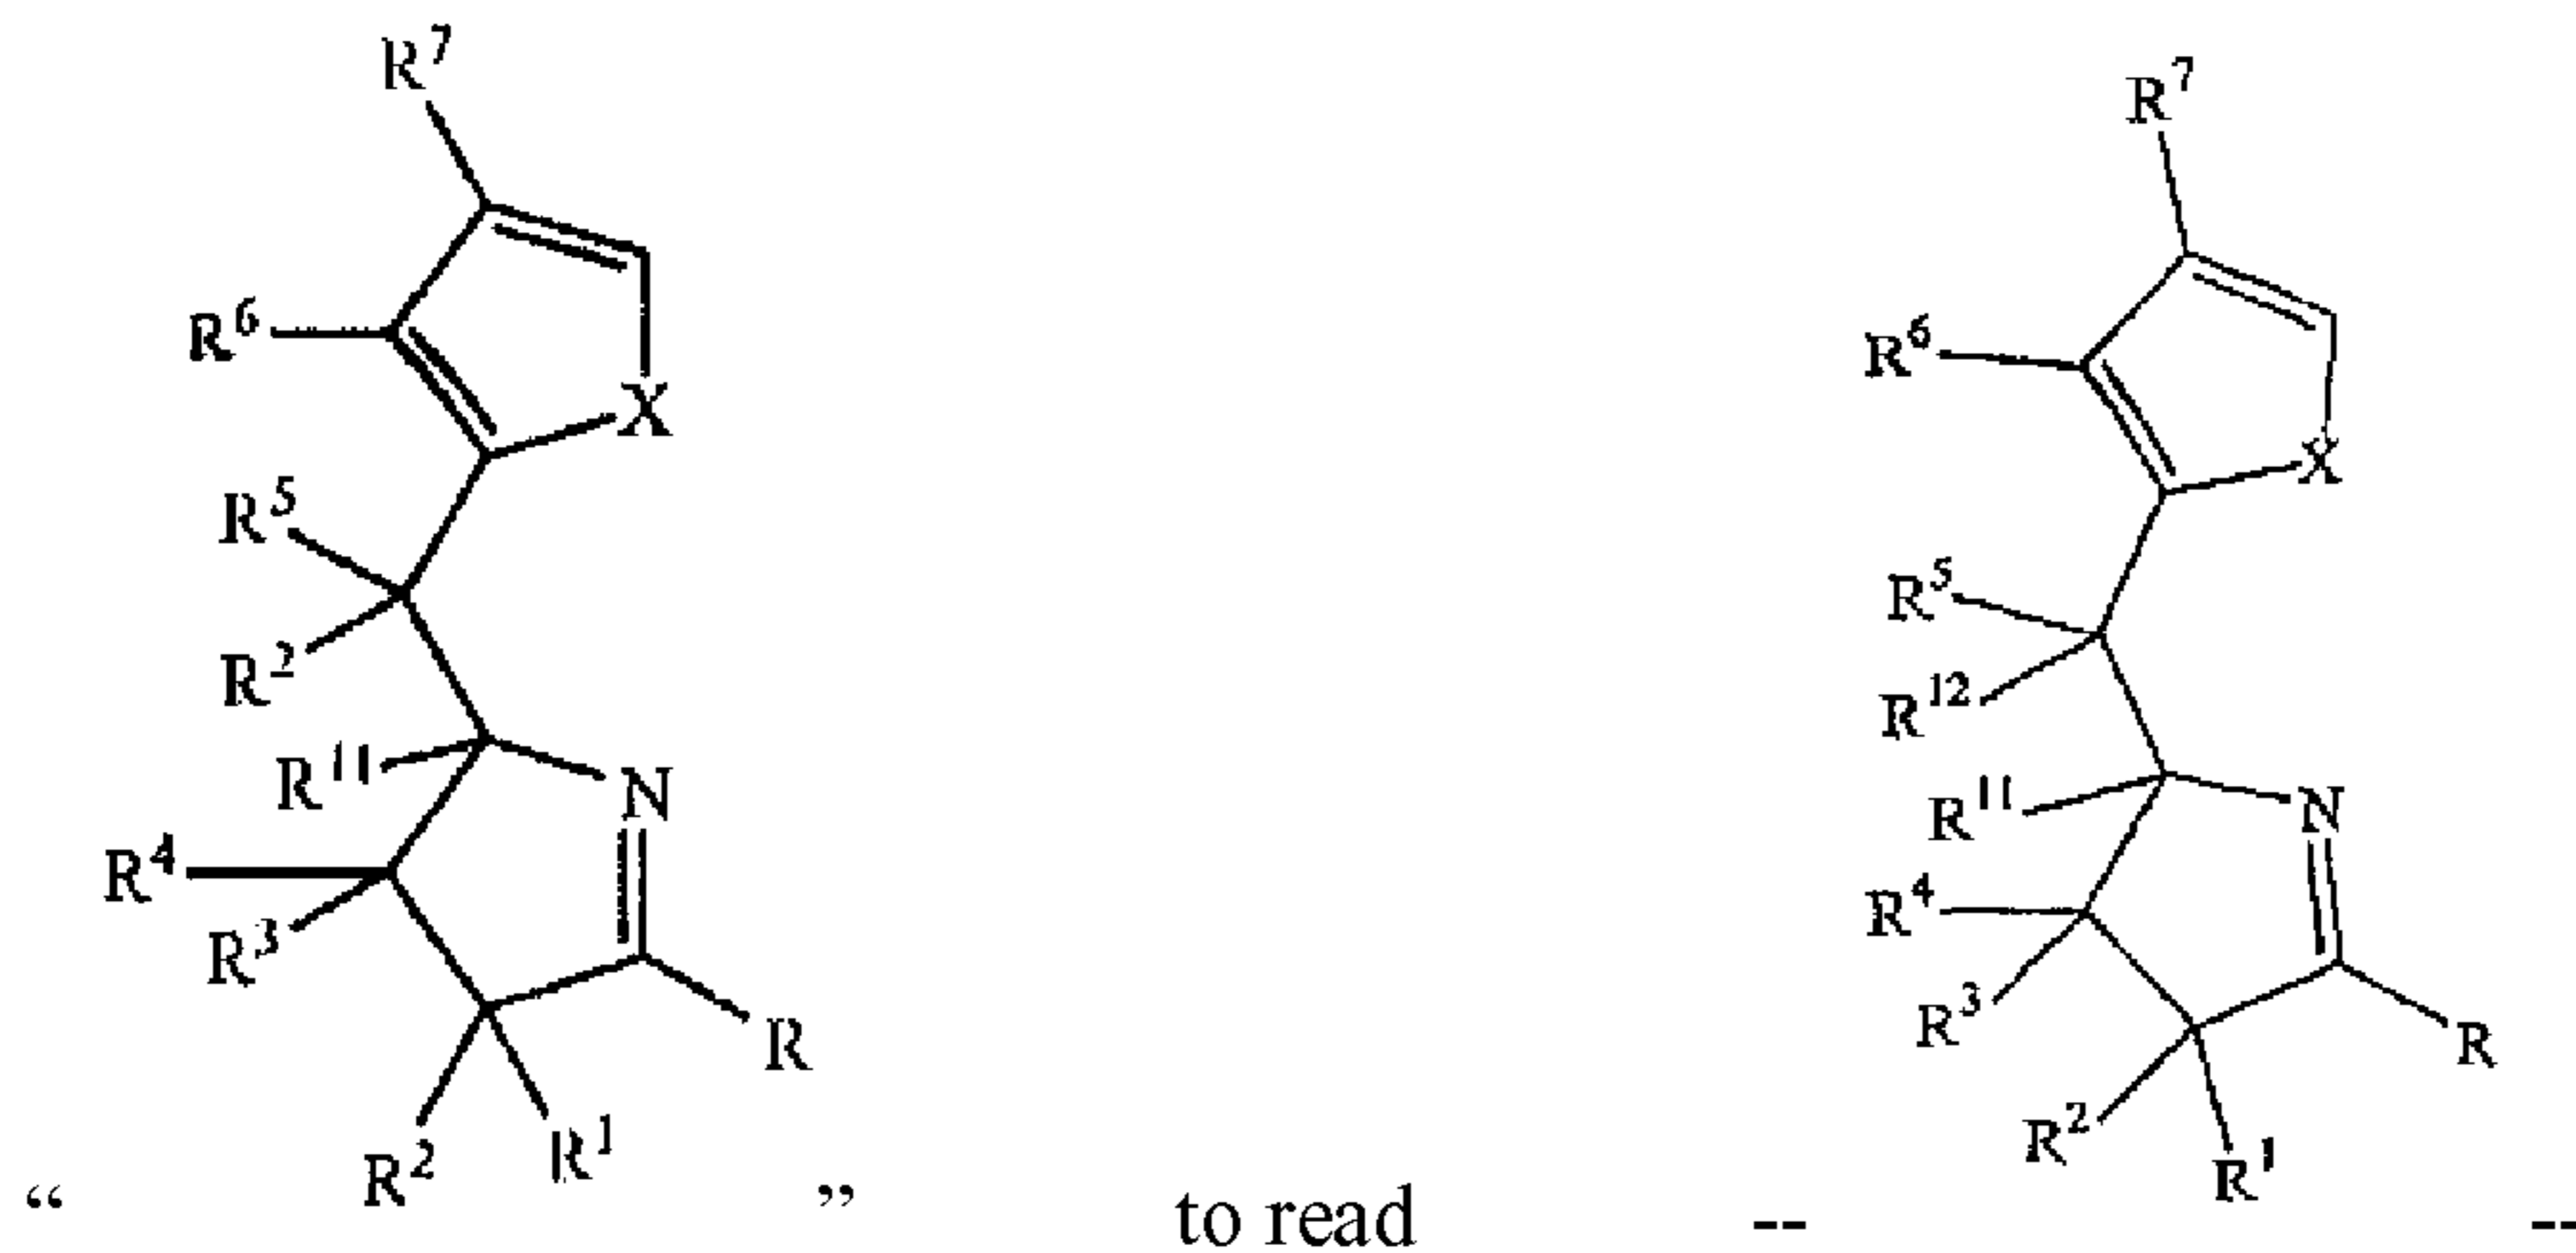 R⁷
R⁷
R⁶
R⁶
X
X
R⁵
R⁵
R²
R¹²
R¹¹
N
R¹¹
N
R⁴
R⁴
R³
R³
R
R
R²
R¹
R²
R¹
“ ” to read -- --